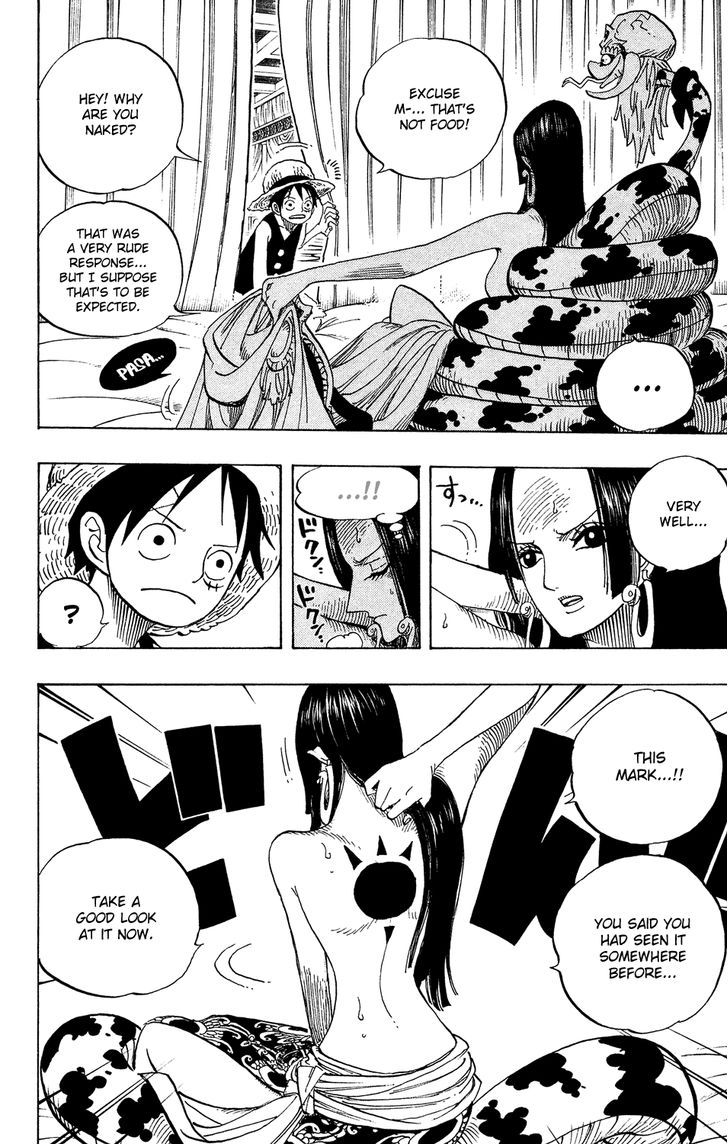 EXCUSE
M-... THAT'S
NOT FOOD!
HEY! WHY
ARE YOU
NAKED?
THAT WAS
A VERY RUDE
RESPONSE...
BUT I SUPPOSE
THAT'S TO BE
EXPECTED.
PASA...
...
VERY
WELL...
すっ...
...!!
ドクン...
ドクン...
?
THIS
MARK...!!
YOU SAID YOU
HAD SEEN IT
SOMEWHERE
BEFORE...
TAKE A
GOOD LOOK
AT IT NOW.